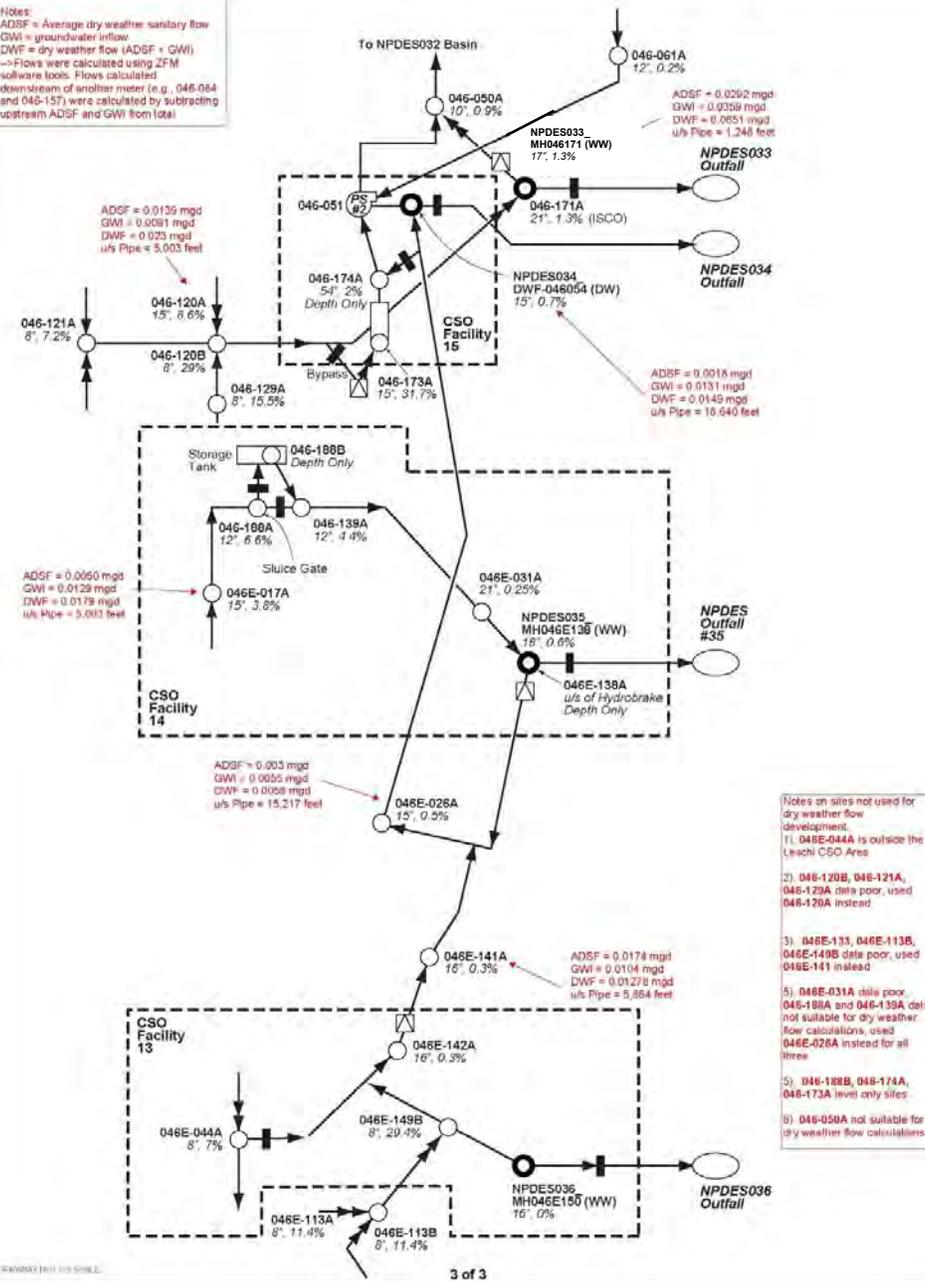 Notes:
ADSF = Average dry weather sanitary flow
GWI = groundwater inflow
DWF = dry weather flow (ADSF + GWI)
-->Flows were calculated using ZFM
software tools. Flows calculated
downstream of another meter (e.g., 046-064
and 046-157) were calculated by subtracting
upstream ADSF and GWI from total
To NPDES032 Basin
046-061A
12", 0.2%
046-050A
10", 0.9%
ADSF = 0.0292 mgd
GWI = 0.0359 mgd
DWF = 0.0651 mgd
u/s Pipe = 1,248 feet
NPDES033_
MH046171 (WW)
17", 1.3%
NPDES033
Outfall
046-051
PS
#2
046-171A
21", 1.3% (ISCO)
ADSF = 0.0139 mgd
GWI = 0.0091 mgd
DWF = 0.023 mgd
u/s Pipe = 5,003 feet
NPDES034
Outfall
046-174A
54", 2%
Depth Only
NPDES034_
DWF-046054 (DW)
15", 0.7%
046-120A
15", 8.6%
046-121A
8", 7.2%
CSO
Facility
15
046-120B
8", 29%
Bypass
046-173A
15", 31.7%
046-129A
8", 15.5%
ADSF = 0.0018 mgd
GWI = 0.0131 mgd
DWF = 0.0149 mgd
u/s Pipe = 16,640 feet
Storage
Tank
046-188B
Depth Only
046-188A
12", 6.6%
046-139A
12", 4.4%
Sluice Gate
ADSF = 0.0050 mgd
GWI = 0.0129 mgd
DWF = 0.0179 mgd
u/s Pipe = 5,003 feet
046E-017A
15", 3.8%
046E-031A
21", 0.25%
NPDES035_
MH046E138 (WW)
16", 0.6%
NPDES
Outfall
#35
046E-138A
u/s of Hydrobrake
Depth Only
CSO
Facility
14
ADSF = 0.003 mgd
GWI = 0.0055 mgd
DWF = 0.0058 mgd
u/s Pipe = 15,217 feet
046E-026A
15", 0.5%
Notes on sites not used for
dry weather flow
development.
1). 046E-044A is outside the
Leschi CSO Area
2). 046-120B, 046-121A,
046-129A data poor, used
046-120A instead
3). 046E-133, 046E-113B,
046E-149B data poor, used
046E-141 instead
5). 046E-031A data poor,
046-188A and 046-139A data
not suitable for dry weather
flow calculations, used
046E-026A instead for all
three
5). 046-188B, 046-174A,
046-173A level only sites
6). 046-050A not suitable for
dry weather flow calculations
046E-141A
16", 0.3%
ADSF = 0.0174 mgd
GWI = 0.0104 mgd
DWF = 0.01278 mgd
u/s Pipe = 5,864 feet
CSO
Facility
13
046E-142A
16", 0.3%
046E-044A
8", 7%
046E-149B
8", 29.4%
NPDES036_
MH046E150 (WW)
16", 0%
NPDES036
Outfall
046E-113A
8", 11.4%
046E-113B
8", 11.4%
DRAWING NOT TO SCALE
3 of 3